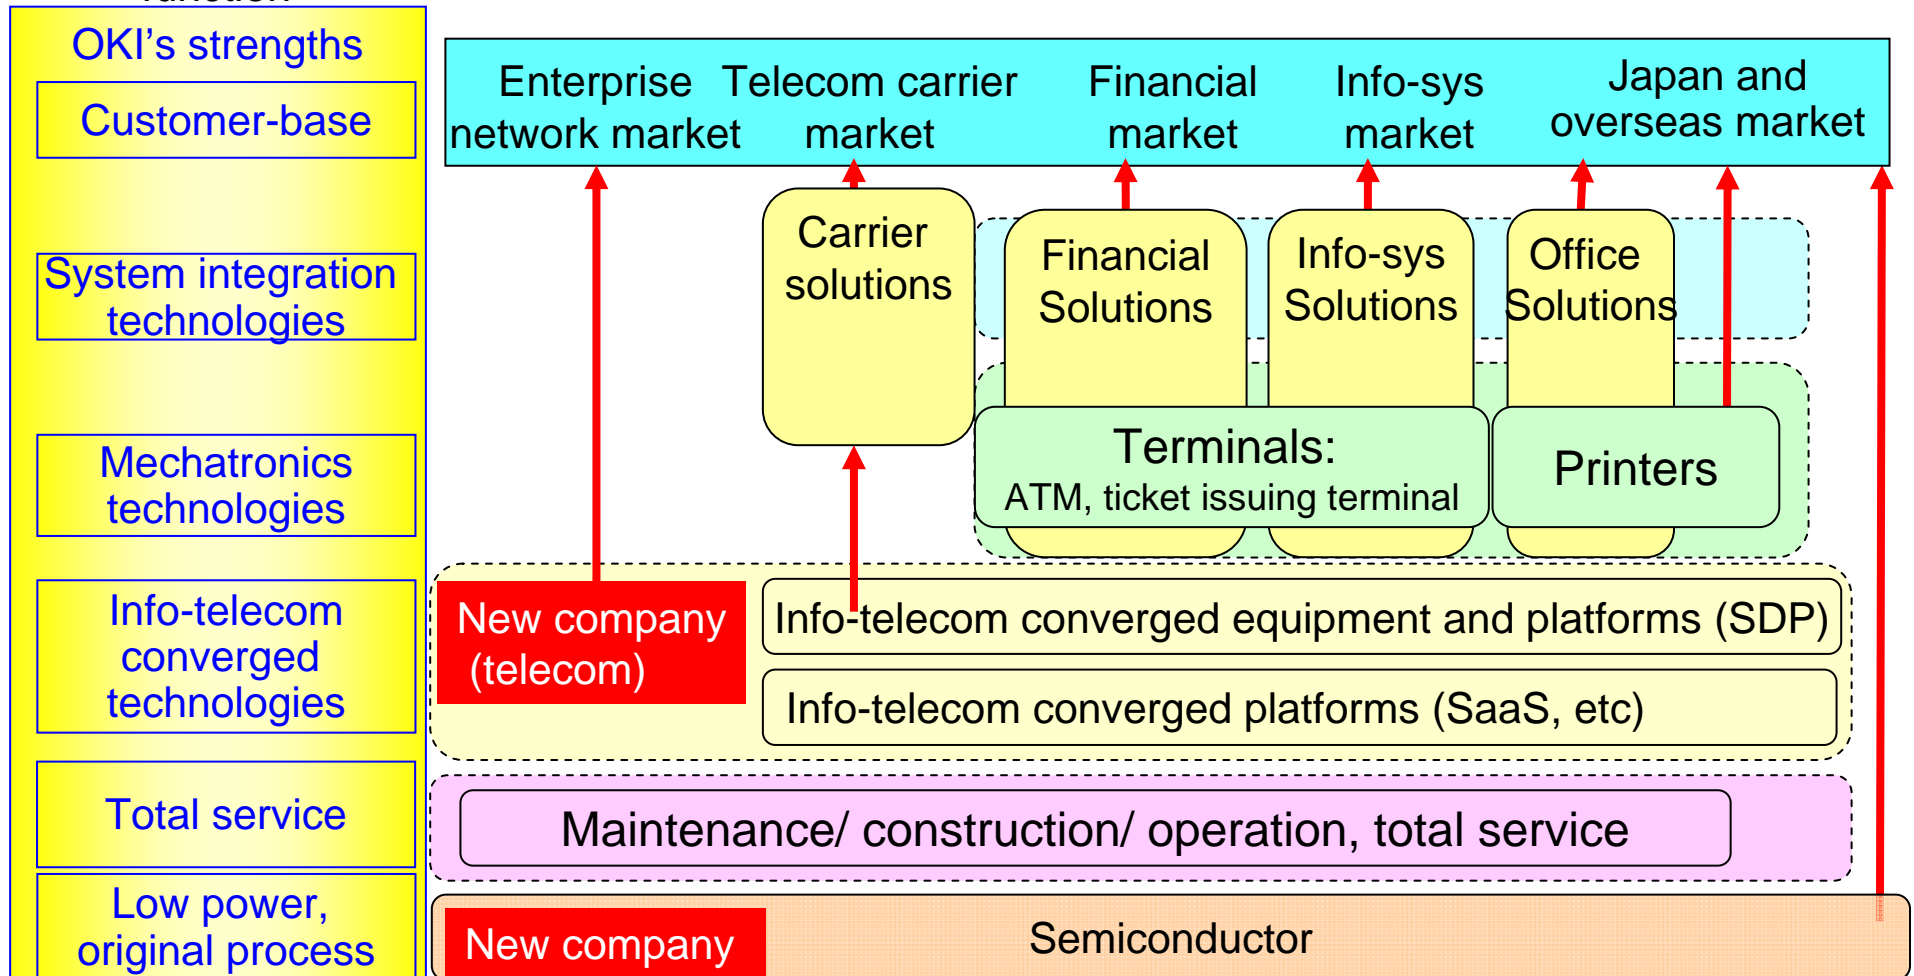 function
OKI's strengths
Customer-base
System integration
technologies
Mechatronics
technologies
Info-telecom
converged
technologies
Total service
Low power,
original process
Enterprise
network market
Telecom carrier
market
Financial
market
Info-sys
market
Japan and
overseas market
Carrier
solutions
Financial
Solutions
Info-sys
Solutions
Office
Solutions
Terminals:
ATM, ticket issuing terminal
Printers
New company
(telecom)
Info-telecom converged equipment and platforms (SDP)
Info-telecom converged platforms (SaaS, etc)
Maintenance/ construction/ operation, total service
New company
Semiconductor